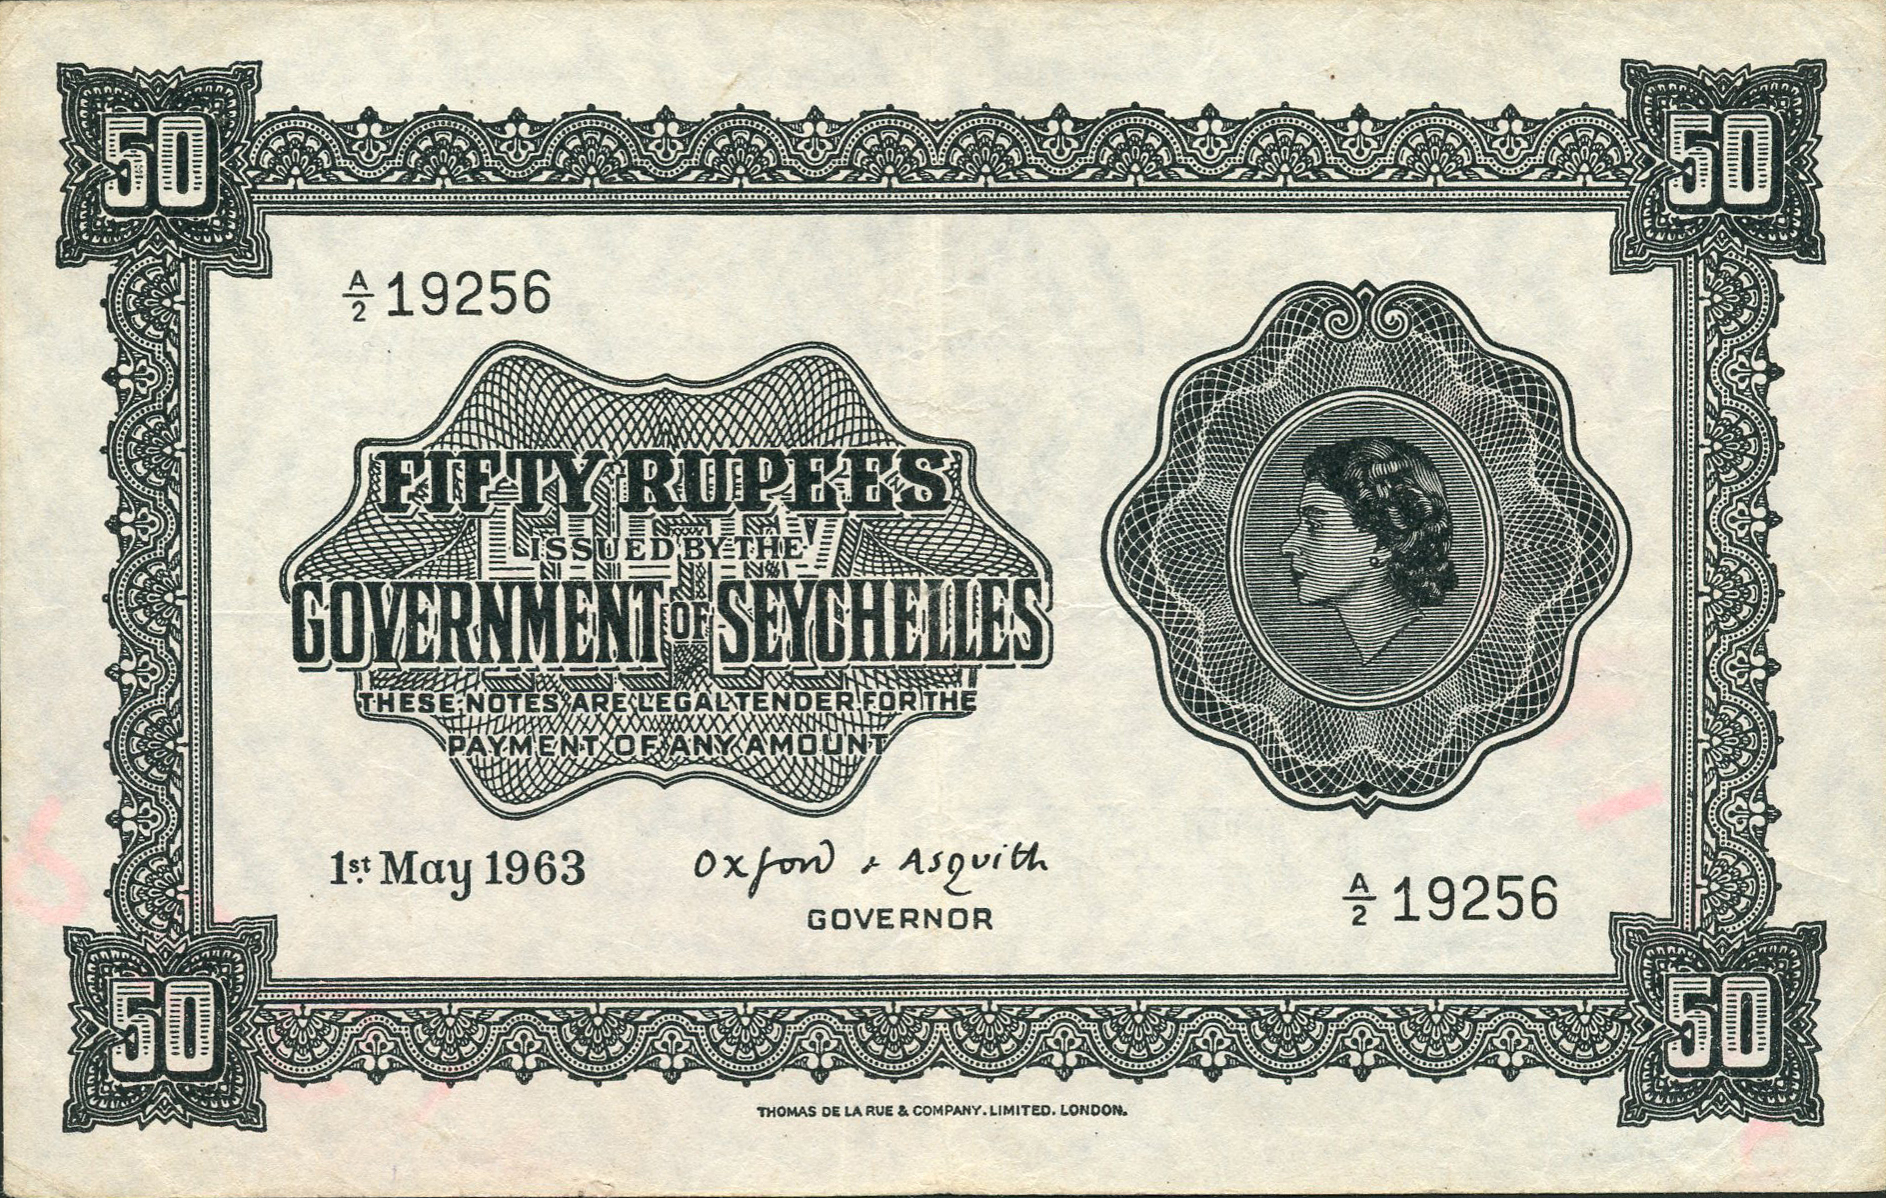 50 50
A/2 19256
FIFTY RUPEES
ISSUED BY THE
GOVERNMENT OF SEYCHELLES
THESE NOTES ARE LEGAL TENDER FOR THE
PAYMENT OF ANY AMOUNT
1st May 1963
Oxford & Asquith
GOVERNOR
A/2 19256
50 50
THOMAS DE LA RUE & COMPANY. LIMITED. LONDON.